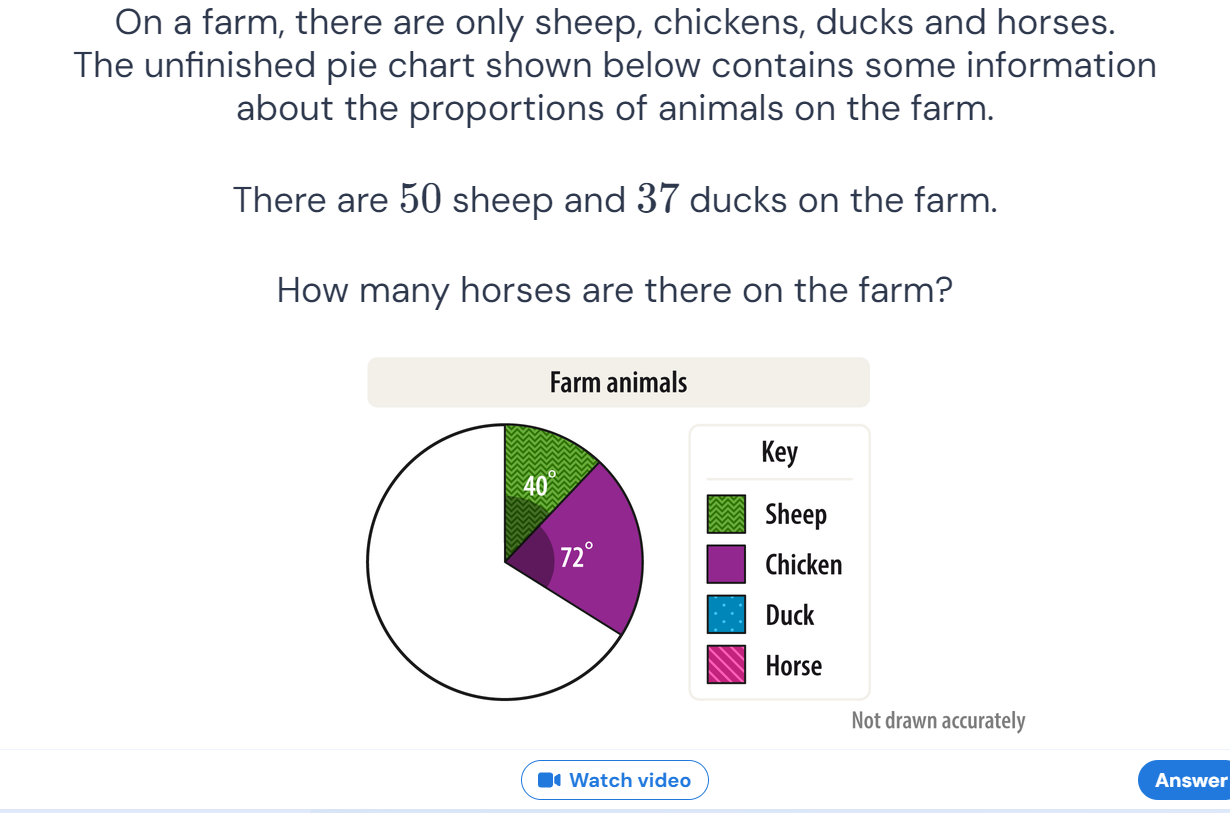 On a farm, there are only sheep, chickens, ducks and horses.
The unfinished pie chart shown below contains some information
about the proportions of animals on the farm.
There are 50 sheep and 37 ducks on the farm.
How many horses are there on the farm?
Farm animals
40°
72°
Key
Sheep
Chicken
Duck
Horse
Not drawn accurately
Watch video
Answer